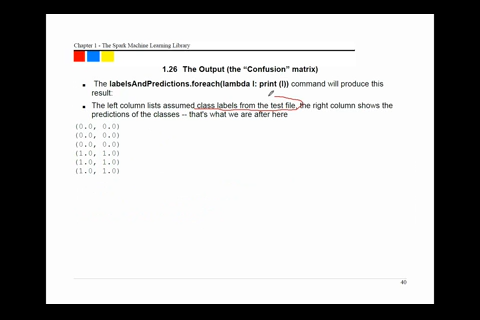 Chapter 1 - The Spark Machine Learning Library
1.26 The Output (the "Confusion" matrix)
• The labelsAndPredictions.foreach(lambda l: print (l)) command will produce this
result:
• The left column lists assumed class labels from the test file, the right column shows the
predictions of the classes -- that's what we are after here
(0.0, 0.0)
(0.0, 0.0)
(0.0, 0.0)
(1.0, 1.0)
(1.0, 1.0)
(1.0, 1.0)
40